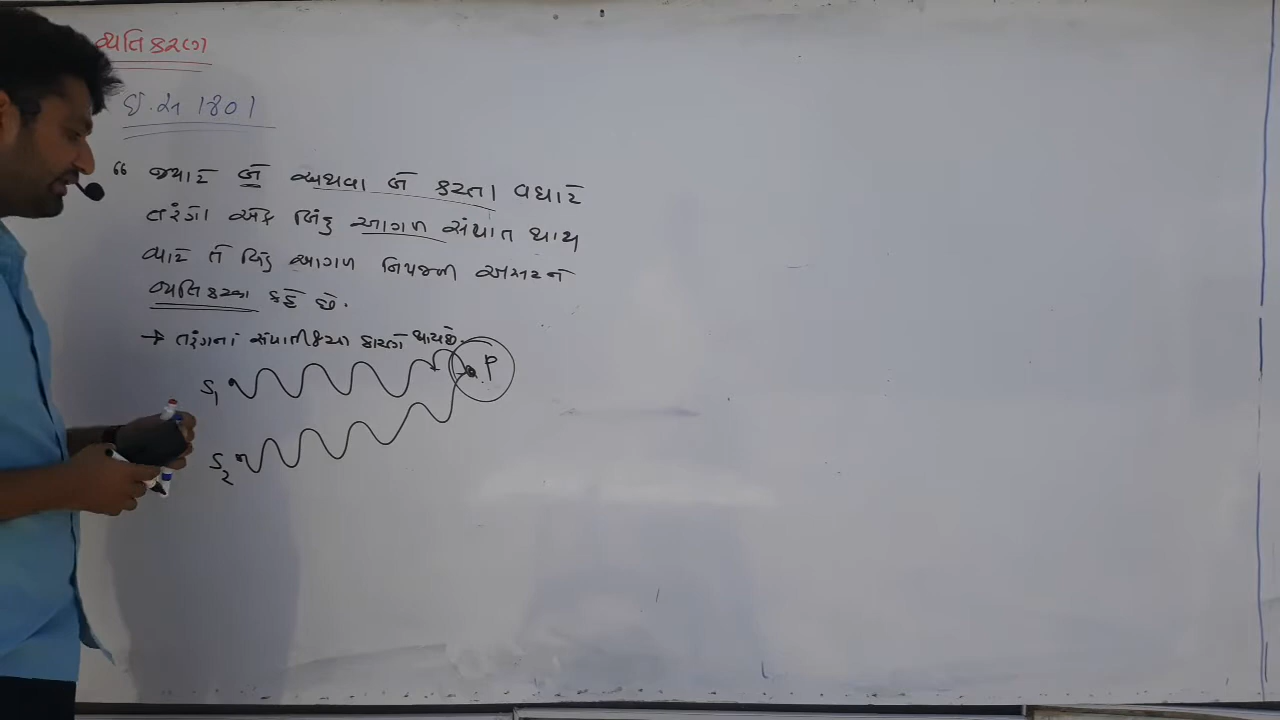 વ્યતિકરણ
ઇ.સ 1801
“ જ્યારે બે અથવા બે કરતા વધારે
તરંગો એક બિંદુ આગળ સંપાત થાય
ત્યારે તે બિંદુ આગળ નિપજતી અસરને
વ્યતિકરણ કહે છે.
→ તરંગનાં સંપાતીકરણ કારણે થાય છે.
S1
P
S2